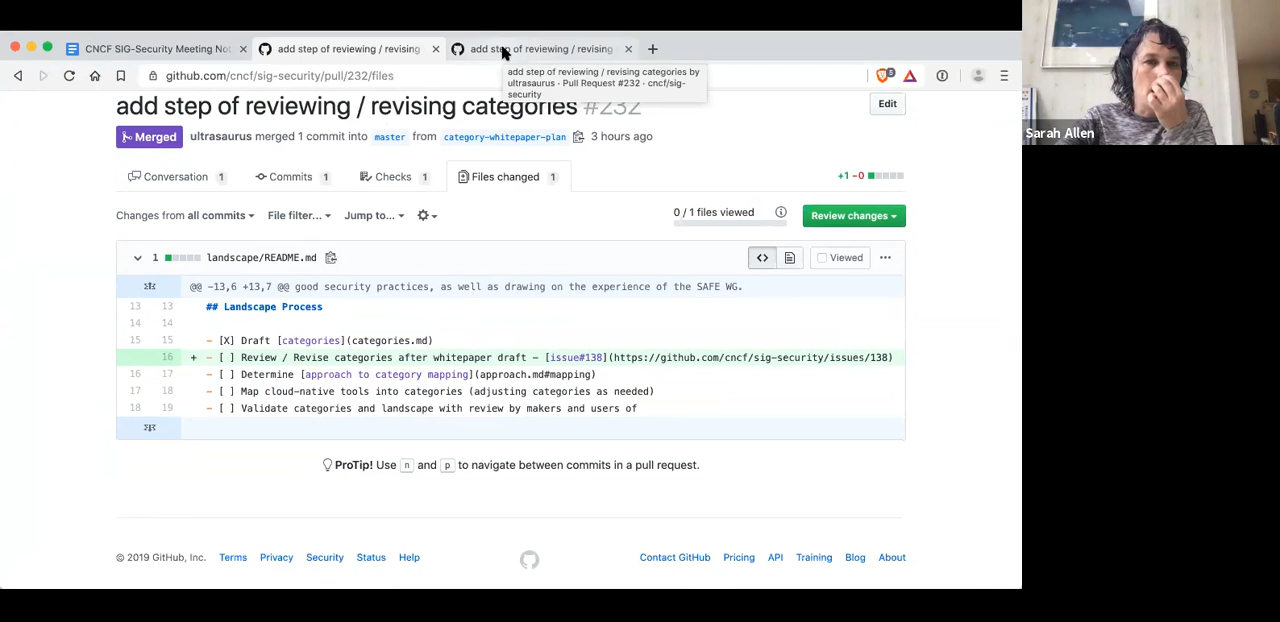 CNCF SIG-Security Meeting Not
add step of reviewing / revising
add step of reviewing / revising
github.com/cncf/sig-security/pull/232/files
5
add step of reviewing / revising categories by
ultrasaurus · Pull Request #232 · cncf/sig-
security
add step of reviewing / revising categories #232
Edit
Merged ultrasaurus merged 1 commit into master from category-whitepaper-plan 3 hours ago
Conversation 1 Commits 1 Checks 1 Files changed 1 +1 −0
Changes from all commits File filter... Jump to... 0 / 1 files viewed Review changes
1 landscape/README.md <> Viewed ...
@@ -13,6 +13,7 @@ good security practices, as well as drawing on the experience of the SAFE WG.
13 13 ## Landscape Process
14 14
15 15 - [X] Draft [categories](categories.md)
16 + - [ ] Review / Revise categories after whitepaper draft - [issue#138](https://github.com/cncf/sig-security/issues/138)
16 17 - [ ] Determine [approach to category mapping](approach.md#mapping)
17 18 - [ ] Map cloud-native tools into categories (adjusting categories as needed)
18 19 - [ ] Validate categories and landscape with review by makers and users of
ProTip! Use n and p to navigate between commits in a pull request.
© 2019 GitHub, Inc. Terms Privacy Security Status Help Contact GitHub Pricing API Training Blog About
Sarah Allen